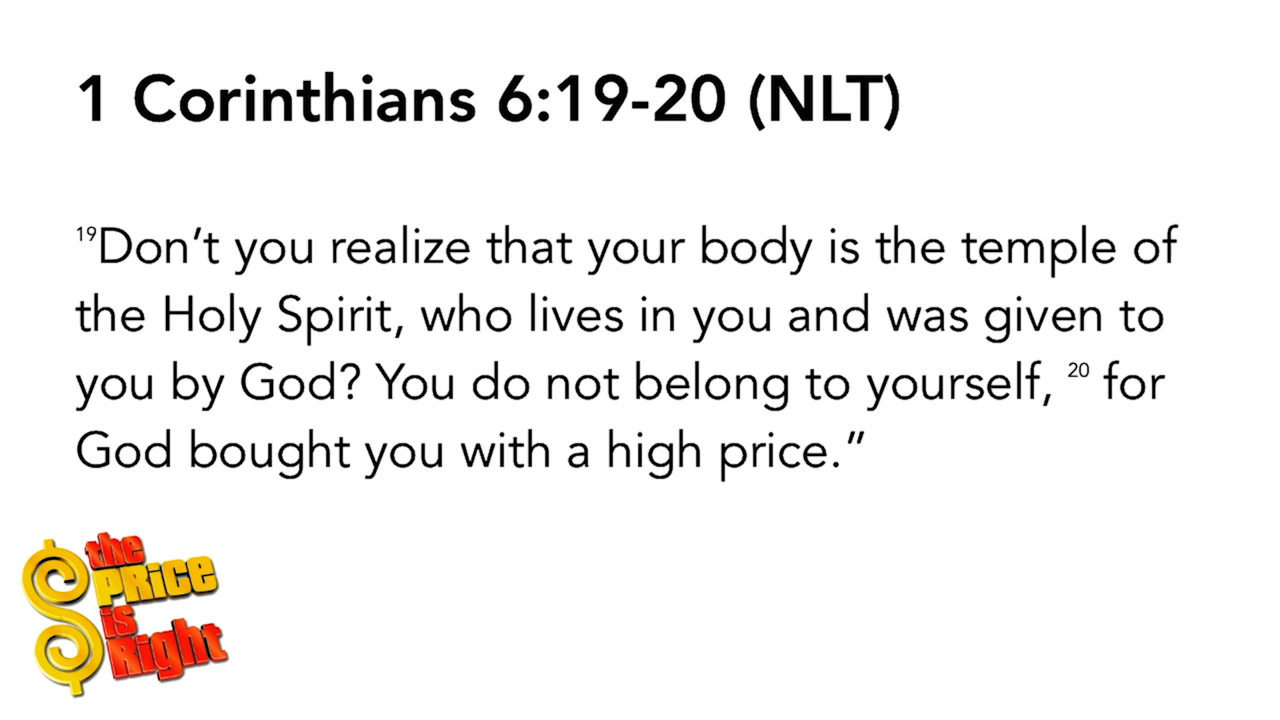 1 Corinthians 6:19-20 (NLT)
19Don’t you realize that your body is the temple of
the Holy Spirit, who lives in you and was given to
you by God? You do not belong to yourself, 20 for
God bought you with a high price.”
the
PRiCE
is
Right